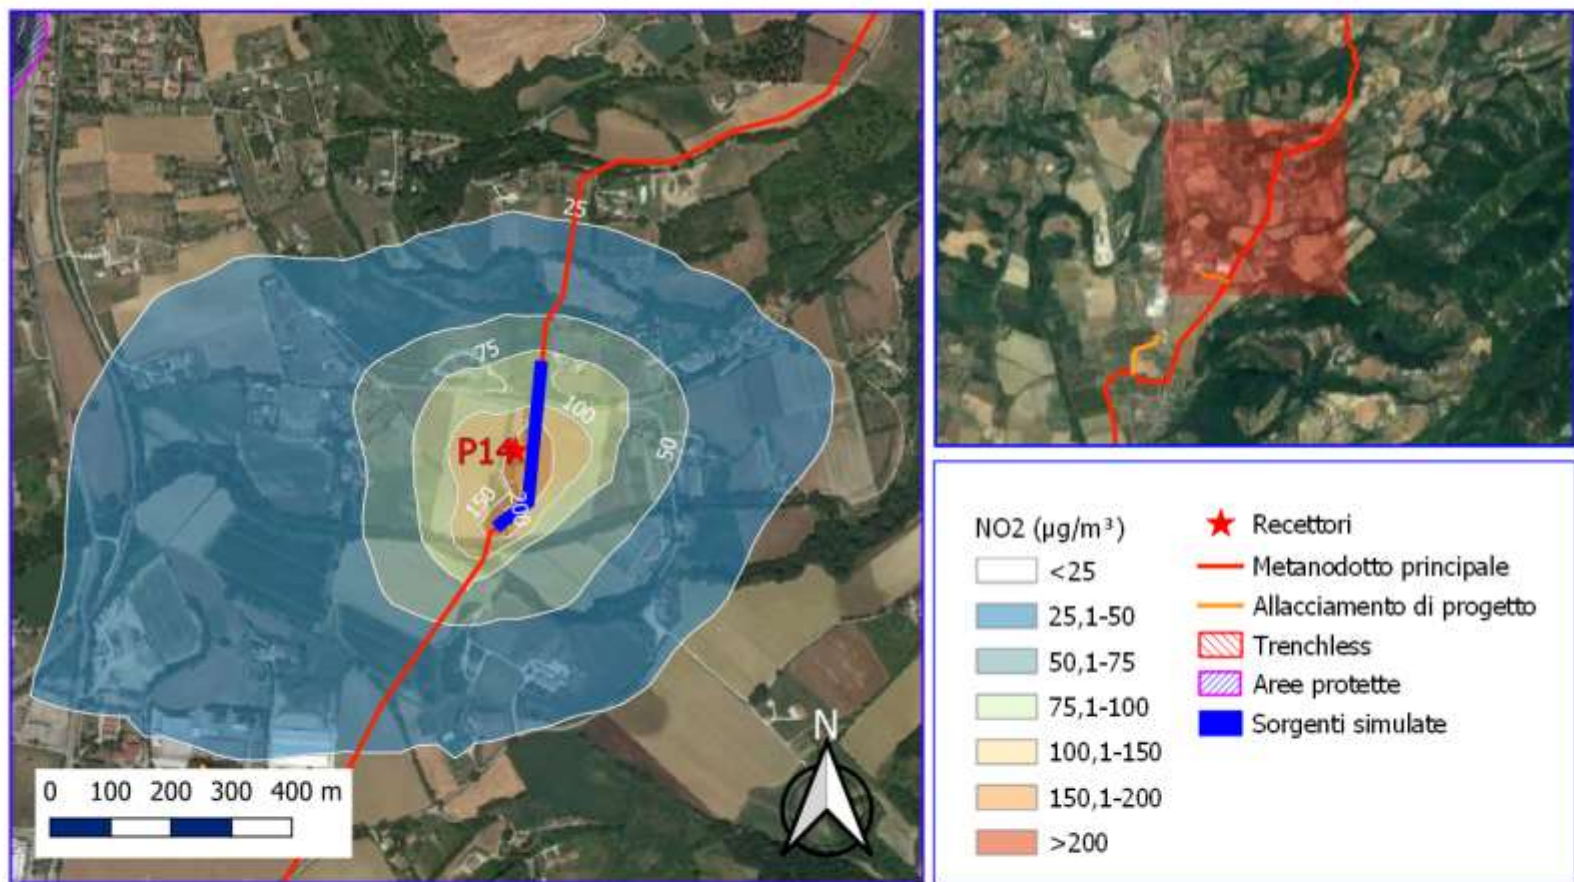 25
75
100
50
P14
150
200
N
0 100 200 300 400 m
NO2 (µg/m³)
<25
25,1-50
50,1-75
75,1-100
100,1-150
150,1-200
>200
Recettori
Metanodotto principale
Allacciamento di progetto
Trenchless
Aree protette
Sorgenti simulate